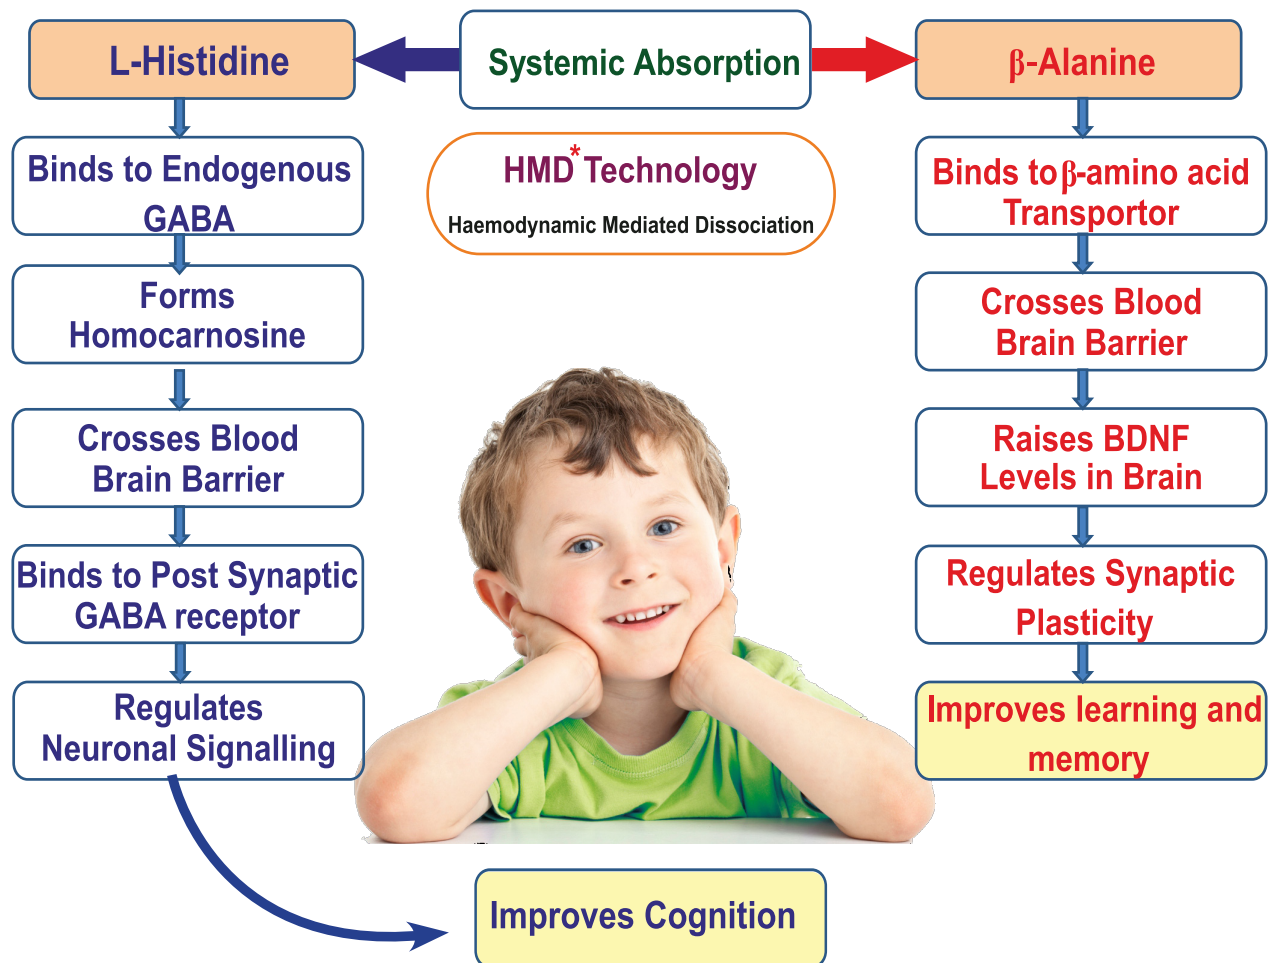 L-Histidine
Systemic Absorption
β-Alanine
HMD* Technology
Haemodynamic Mediated Dissociation
Binds to Endogenous
GABA
Forms
Homocarnosine
Crosses Blood
Brain Barrier
Binds to Post Synaptic
GABA receptor
Regulates
Neuronal Signalling
Improves Cognition
Binds to β-amino acid
Transportor
Crosses Blood
Brain Barrier
Raises BDNF
Levels in Brain
Regulates Synaptic
Plasticity
Improves learning and
memory